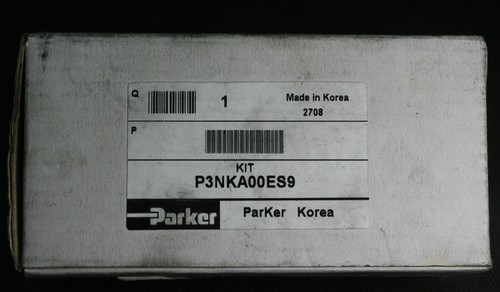 Q
1
Made in Korea
2708
P
KIT
P3NKA00ES9
Parker
ParKer Korea